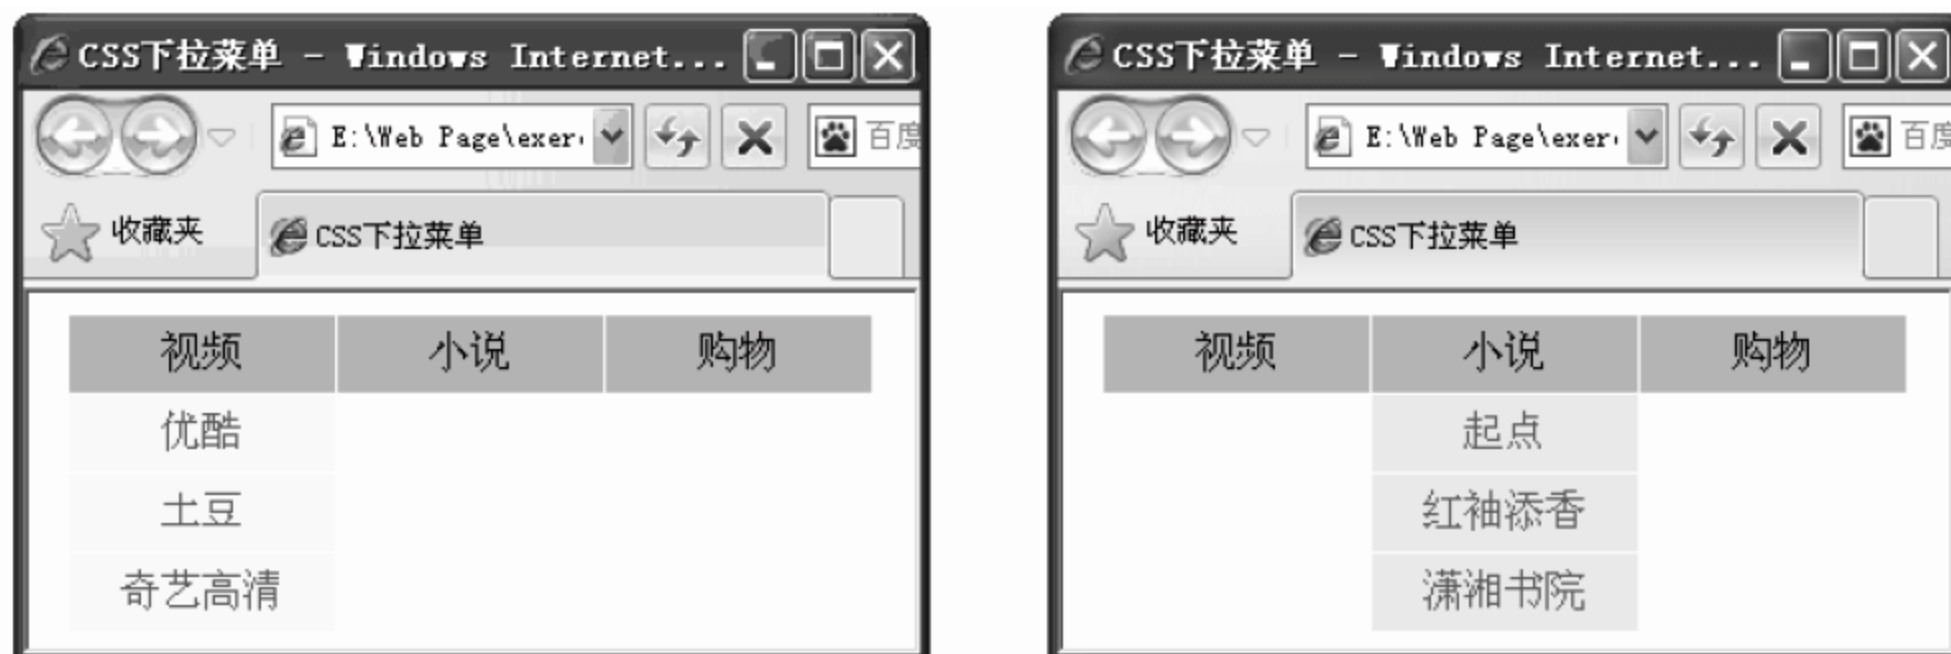 CSS下拉菜单 - Windows Internet...
E:\Web Page\exer
百度
收藏夹
CSS下拉菜单
视频 小说 购物
优酷
土豆
奇艺高清
CSS下拉菜单 - Windows Internet...
E:\Web Page\exer
百度
收藏夹
CSS下拉菜单
视频 小说 购物
起点
红袖添香
潇湘书院